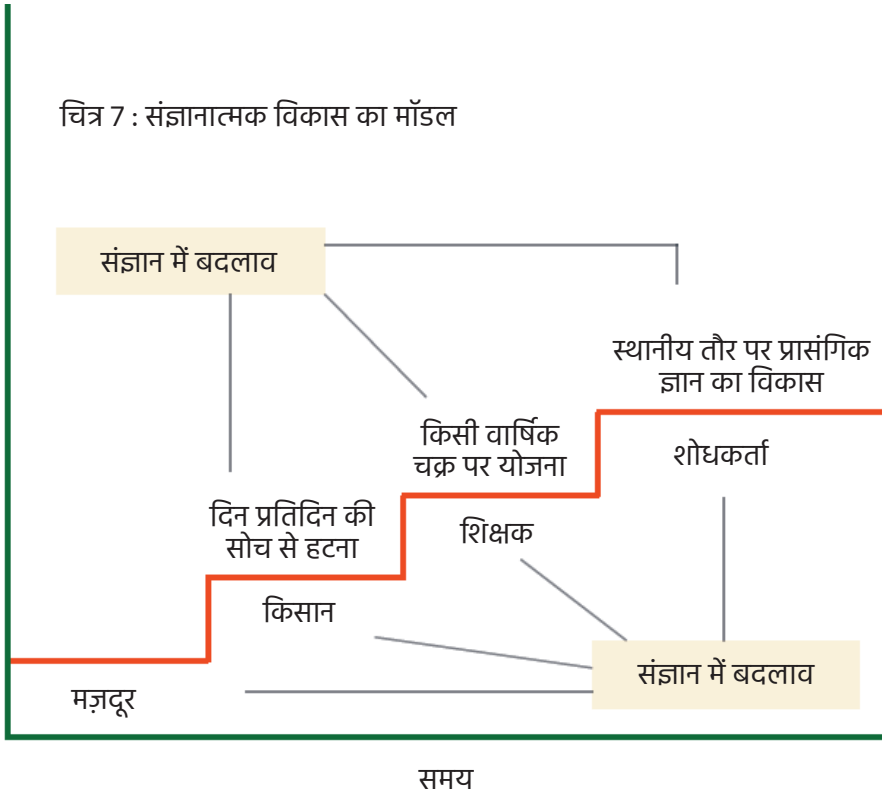 चित्र 7 : संज्ञानात्मक विकास का मॉडल
संज्ञान में बदलाव
स्थानीय तौर पर प्रासंगिक
ज्ञान का विकास
किसी वार्षिक
चक्र पर योजना
शोधकर्ता
दिन प्रतिदिन की
सोच से हटना
शिक्षक
किसान
संज्ञान में बदलाव
मज़दूर
समय